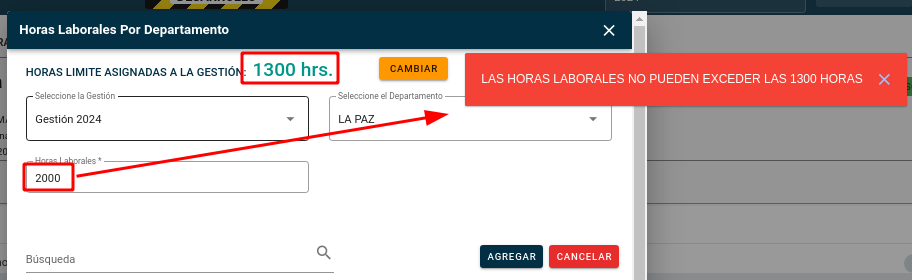 Horas Laborales Por Departamento
HORAS LIMITE ASIGNADAS A LA GESTIÓN: 1300 hrs.
CAMBIAR
LAS HORAS LABORALES NO PUEDEN EXCEDER LAS 1300 HORAS
Seleccione la Gestión
Gestión 2024
Seleccione el Departamento
LA PAZ
Horas Laborales *
2000
Búsqueda
AGREGAR
CANCELAR